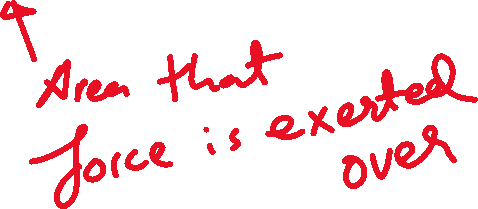 Area that
force is exerted
over